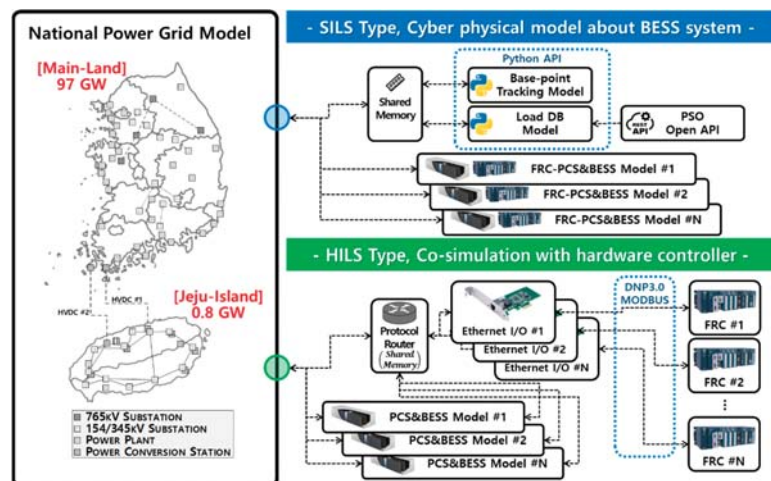 National Power Grid Model
[Main-Land]
97 GW
HVDC #2
HVDC #1
[Jeju-Island]
0.8 GW
765KV SUBSTATION
154/345KV SUBSTATION
POWER PLANT
POWER CONVERSION STATION
- SILS Type, Cyber physical model about BESS system -
Python API
Shared
Memory
Base-point
Tracking Model
Load DB
Model
REST
API
PSO
Open API
FRC-PCS&BESS Model #1
FRC-PCS&BESS Model #2
FRC-PCS&BESS Model #N
- HILS Type, Co-simulation with hardware controller -
Protocol
Router
(Shared
Memory)
Ethernet I/O #1
Ethernet I/O #2
Ethernet I/O #N
DNP3.0
MODBUS
FRC #1
FRC #2
⋮
FRC #N
PCS&BESS Model #1
PCS&BESS Model #2
PCS&BESS Model #N